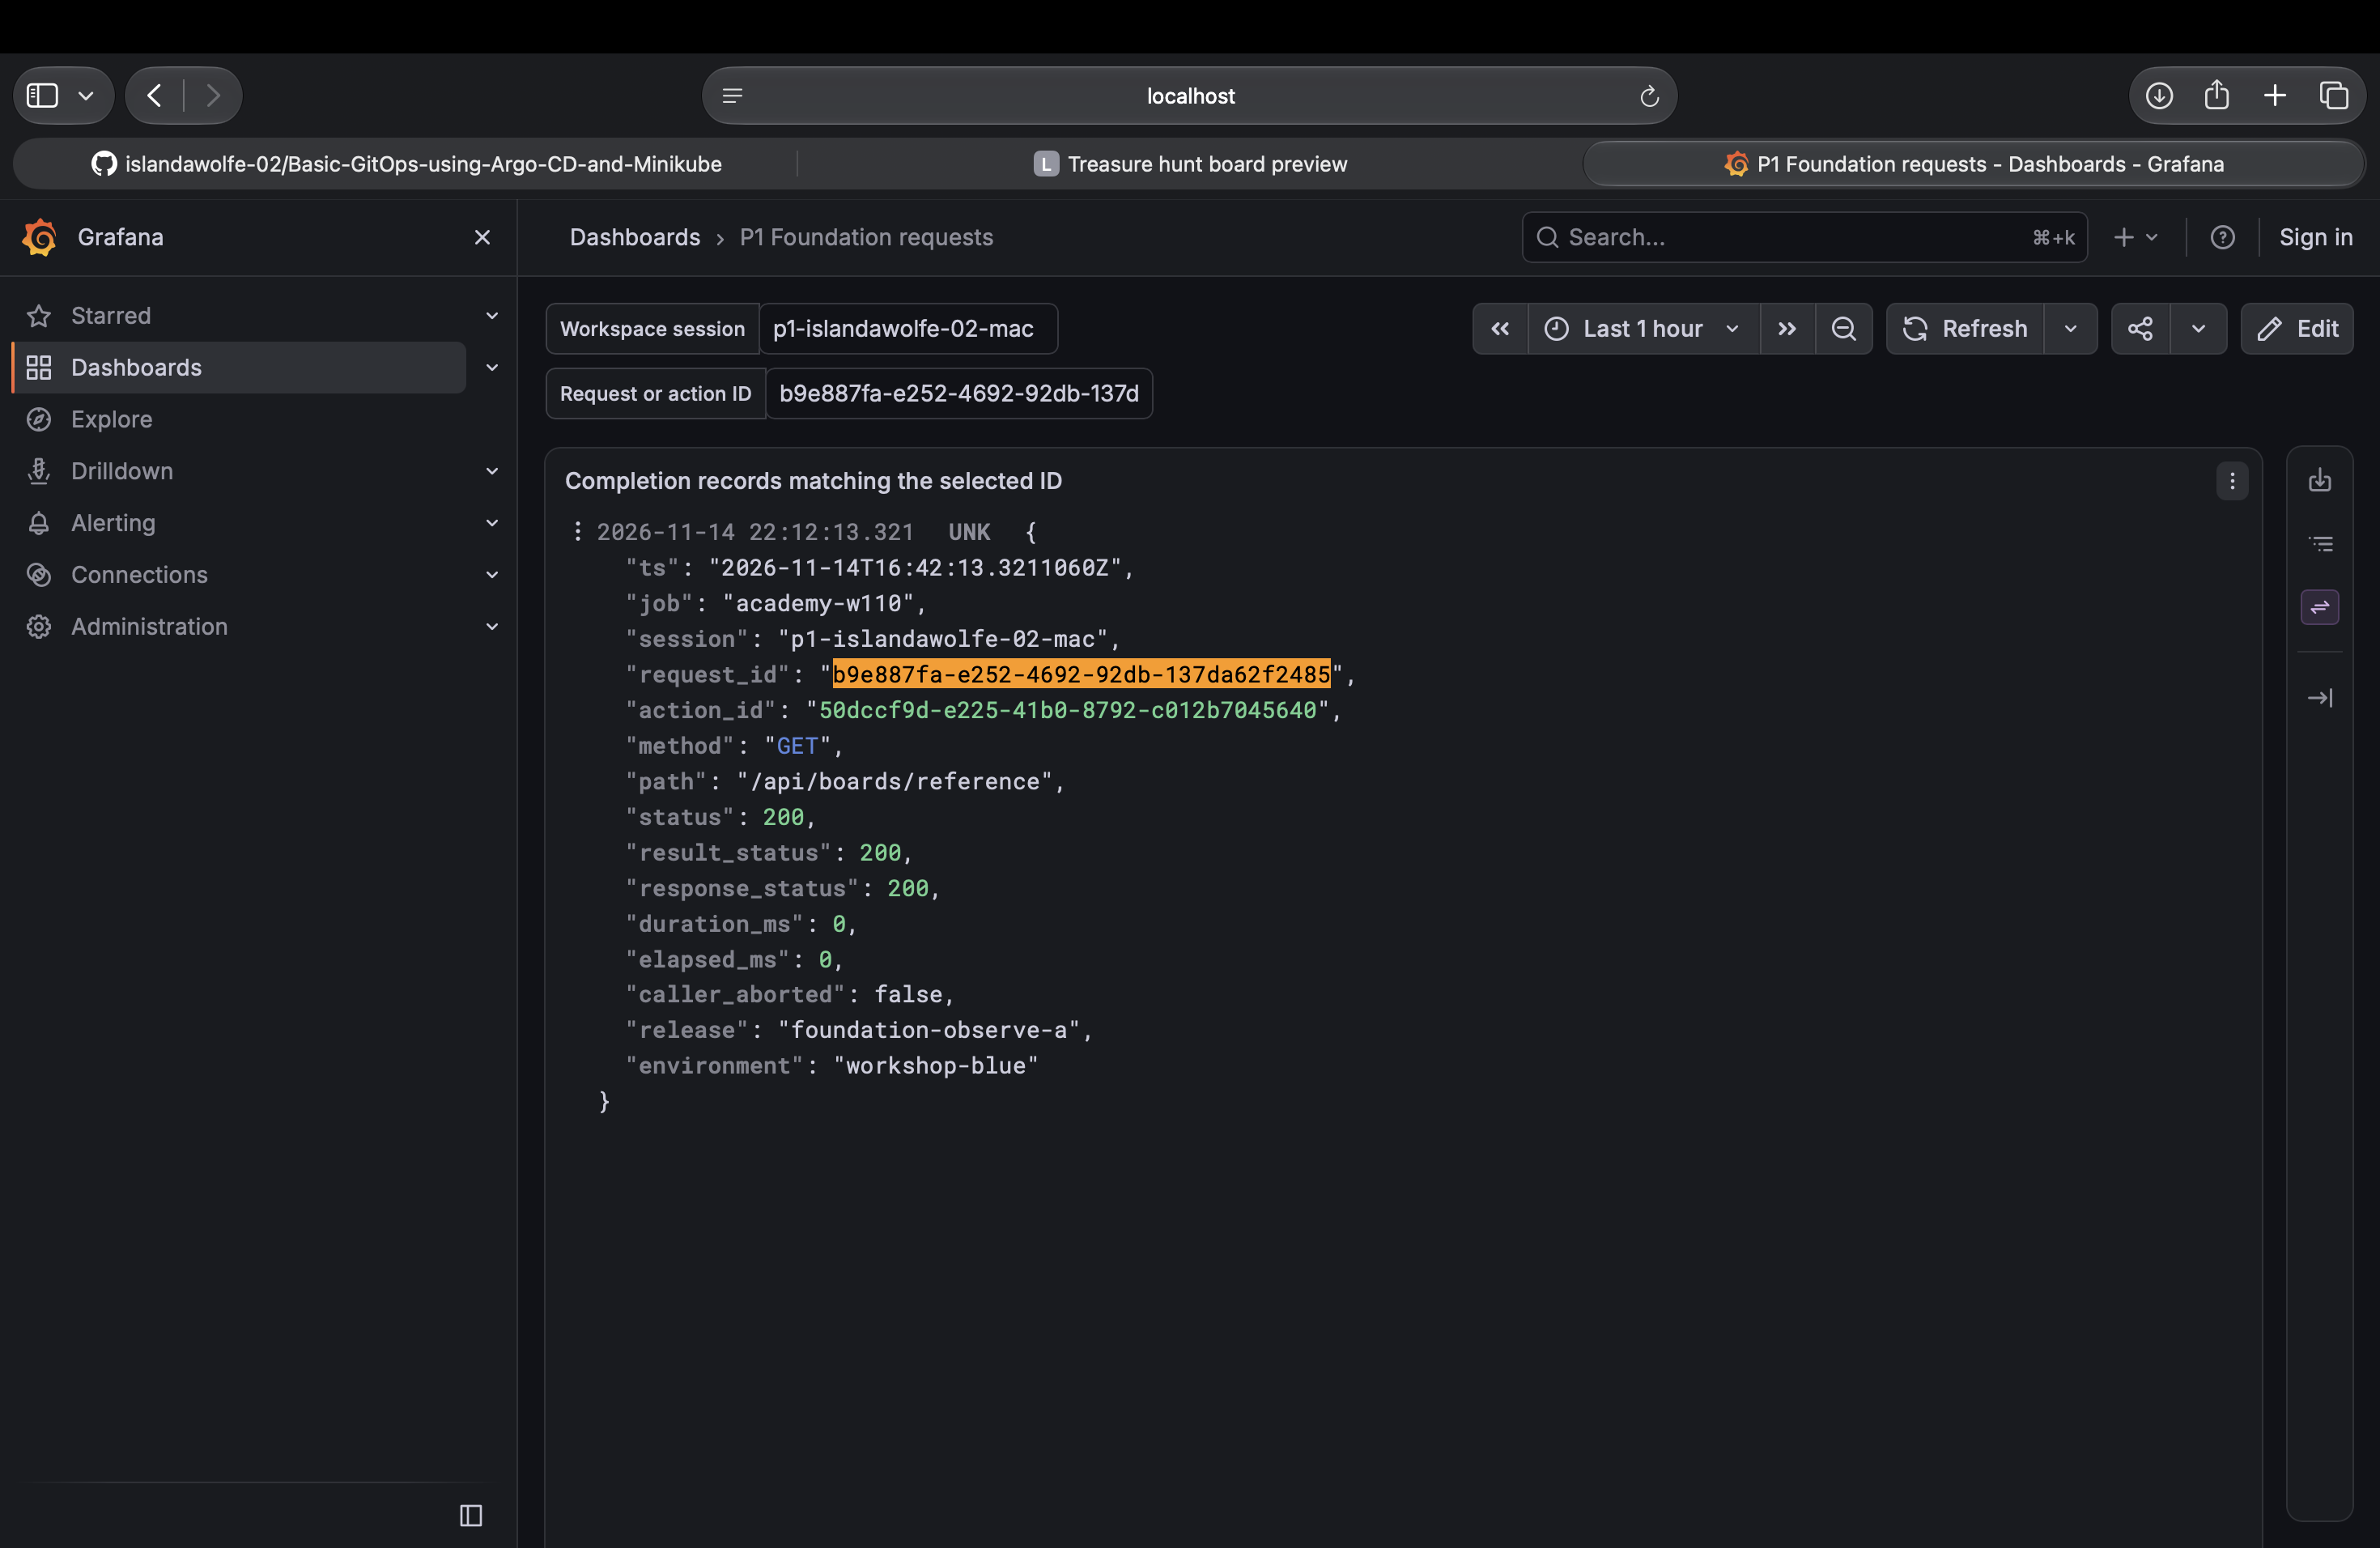 localhost
islandawolfe-02/Basic-GitOps-using-Argo-CD-and-Minikube
L Treasure hunt board preview
P1 Foundation requests - Dashboards - Grafana
Grafana
Dashboards › P1 Foundation requests
Search... ⌘+k
Sign in
Starred
Dashboards
Explore
Drilldown
Alerting
Connections
Administration
Workspace session p1-islandawolfe-02-mac
Last 1 hour
Refresh
Edit
Request or action ID b9e887fa-e252-4692-92db-137d
Completion records matching the selected ID
2026-11-14 22:12:13.321 UNK {
"ts": "2026-11-14T16:42:13.3211060Z",
"job": "academy-w110",
"session": "p1-islandawolfe-02-mac",
"request_id": "b9e887fa-e252-4692-92db-137da62f2485",
"action_id": "50dccf9d-e225-41b0-8792-c012b7045640",
"method": "GET",
"path": "/api/boards/reference",
"status": 200,
"result_status": 200,
"response_status": 200,
"duration_ms": 0,
"elapsed_ms": 0,
"caller_aborted": false,
"release": "foundation-observe-a",
"environment": "workshop-blue"
}